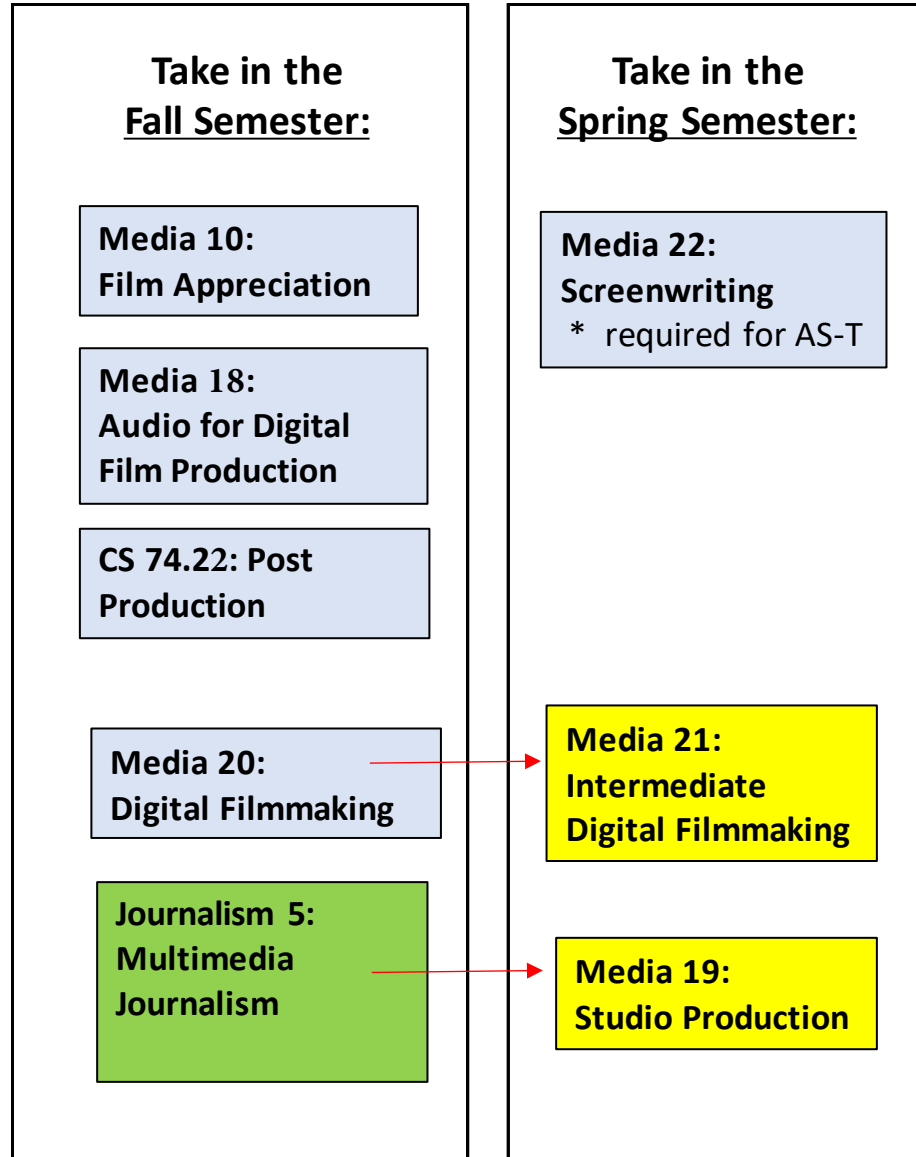 Take in the
Fall Semester:
Media 10:
Film Appreciation
Media 18:
Audio for Digital
Film Production
CS 74.22: Post
Production
Media 20:
Digital Filmmaking
Journalism 5:
Multimedia
Journalism
Take in the
Spring Semester:
Media 22:
Screenwriting
* required for AS-T
Media 21:
Intermediate
Digital Filmmaking
Media 19:
Studio Production